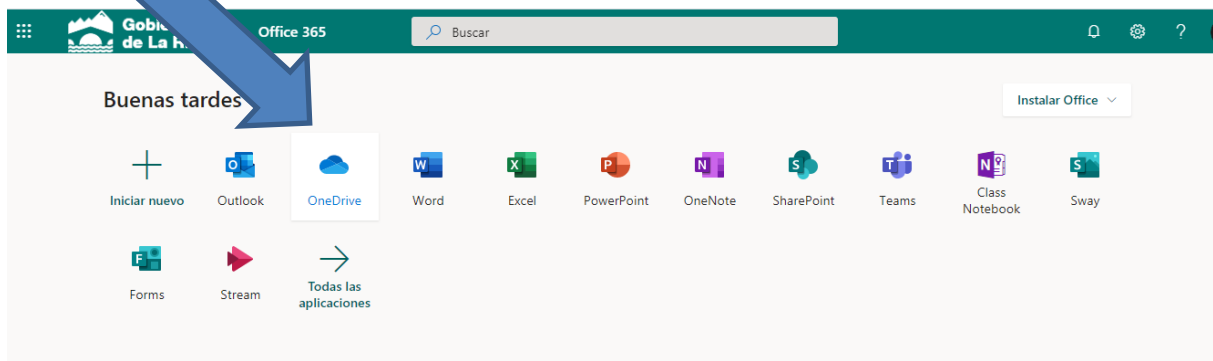 Office 365
Buscar
?
Buenas tardes
Instalar Office
Iniciar nuevo
Outlook
OneDrive
Word
Excel
PowerPoint
OneNote
SharePoint
Teams
Class
Notebook
Sway
Forms
Stream
Todas las
aplicaciones